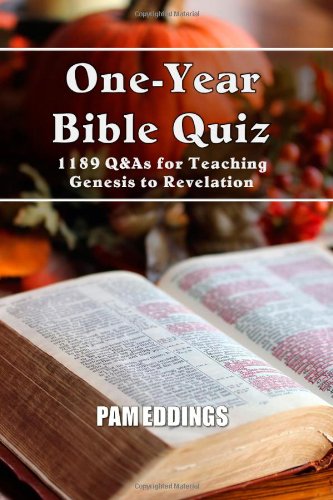 One-Year
Bible Quiz
1189 Q&As for Teaching
Genesis to Revelation
PAM EDDINGS